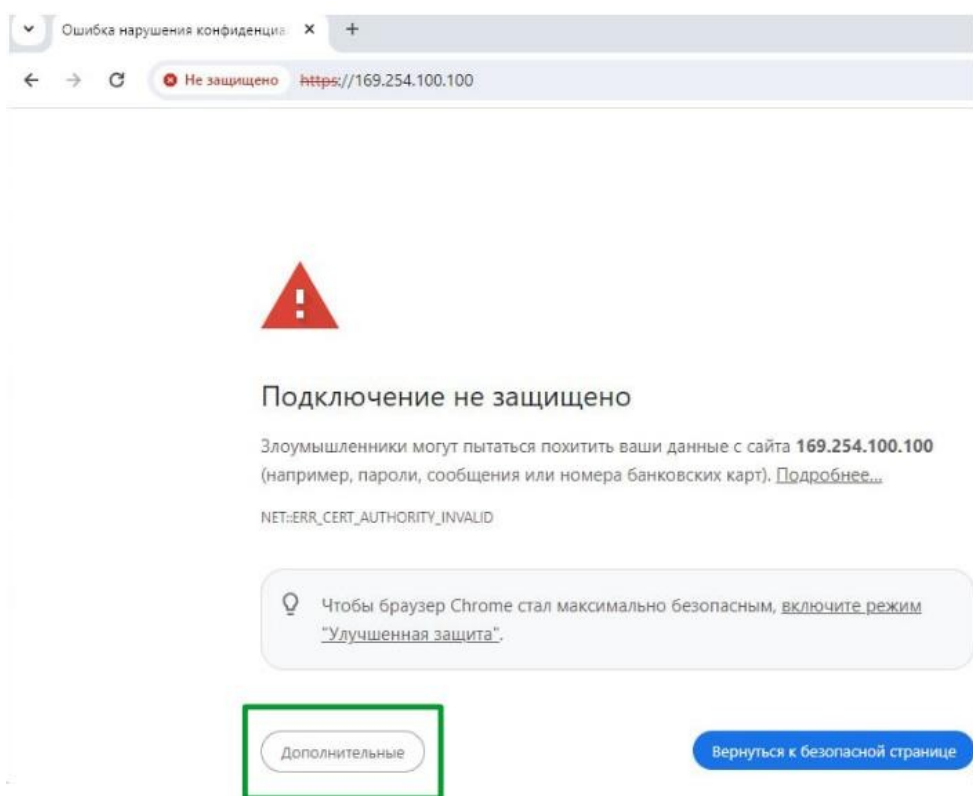 Ошибка нарушения конфиденциа
Не защищено https://169.254.100.100
Подключение не защищено
Злоумышленники могут пытаться похитить ваши данные с сайта 169.254.100.100
(например, пароли, сообщения или номера банковских карт). Подробнее...
NET::ERR_CERT_AUTHORITY_INVALID
Чтобы браузер Chrome стал максимально безопасным, включите режим
"Улучшенная защита".
Дополнительные
Вернуться к безопасной странице